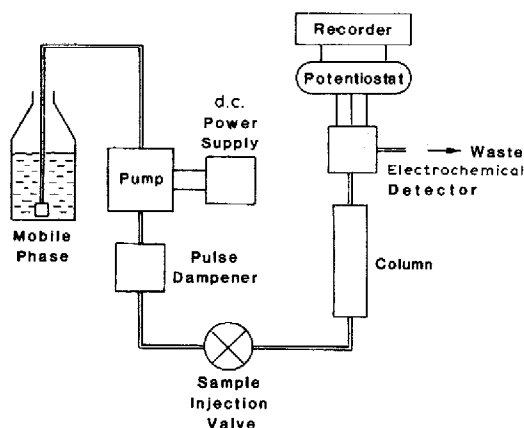 Recorder
Potentiostat
d.c.
Power
Supply
Pump
Waste
Electrochemical
Detector
Mobile
Phase
Pulse
Dampener
Column
Sample
Injection
Valve